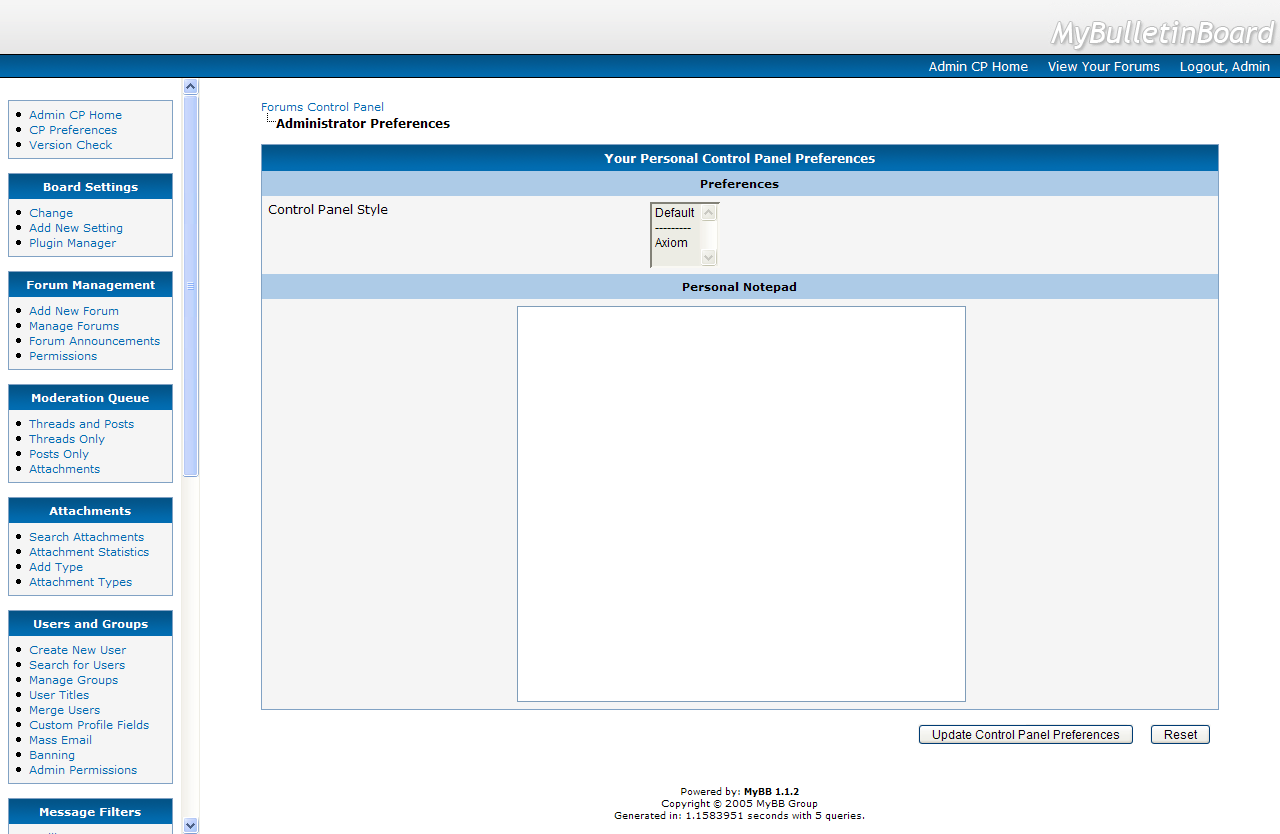 MyBulletinBoard
Admin CP Home View Your Forums Logout, Admin
Admin CP Home
CP Preferences
Version Check
Board Settings
Change
Add New Setting
Plugin Manager
Forum Management
Add New Forum
Manage Forums
Forum Announcements
Permissions
Moderation Queue
Threads and Posts
Threads Only
Posts Only
Attachments
Attachments
Search Attachments
Attachment Statistics
Add Type
Attachment Types
Users and Groups
Create New User
Search for Users
Manage Groups
User Titles
Merge Users
Custom Profile Fields
Mass Email
Banning
Admin Permissions
Message Filters
Forums Control Panel
Administrator Preferences
Your Personal Control Panel Preferences
Preferences
Control Panel Style
Default
---------
Axiom
Personal Notepad
Update Control Panel Preferences Reset
Powered by: MyBB 1.1.2
Copyright © 2005 MyBB Group
Generated in: 1.1583951 seconds with 5 queries.